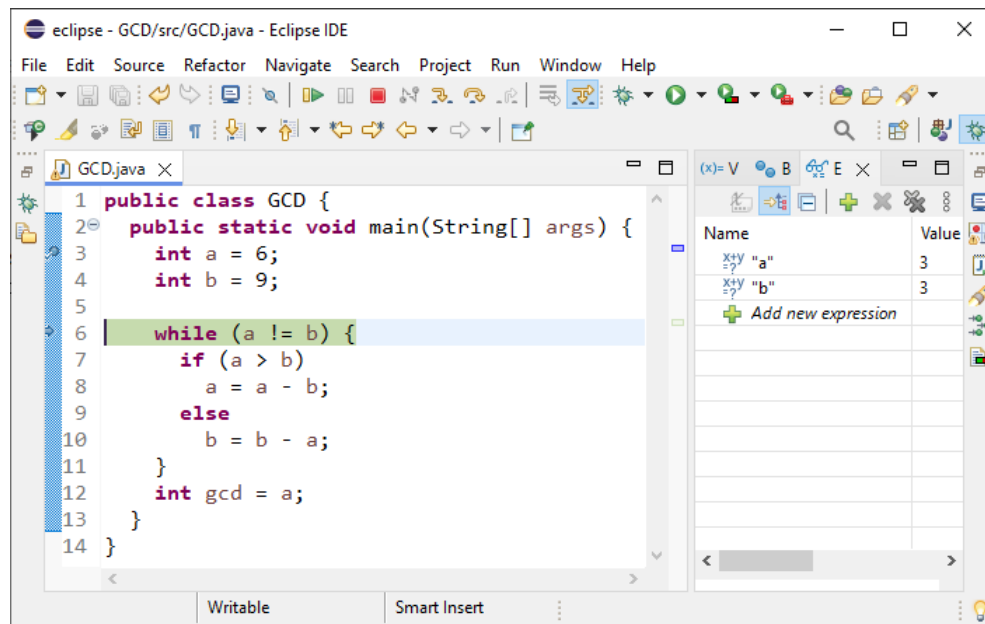 eclipse - GCD/src/GCD.java - Eclipse IDE
File Edit Source Refactor Navigate Search Project Run Window Help
GCD.java
1 public class GCD {
2 public static void main(String[] args) {
3 int a = 6;
4 int b = 9;
5
6 while (a != b) {
7 if (a > b)
8 a = a - b;
9 else
10 b = b - a;
11 }
12 int gcd = a;
13 }
14 }
(x)= V B E
Name Value
x+y=? "a" 3
x+y=? "b" 3
Add new expression
Writable Smart Insert